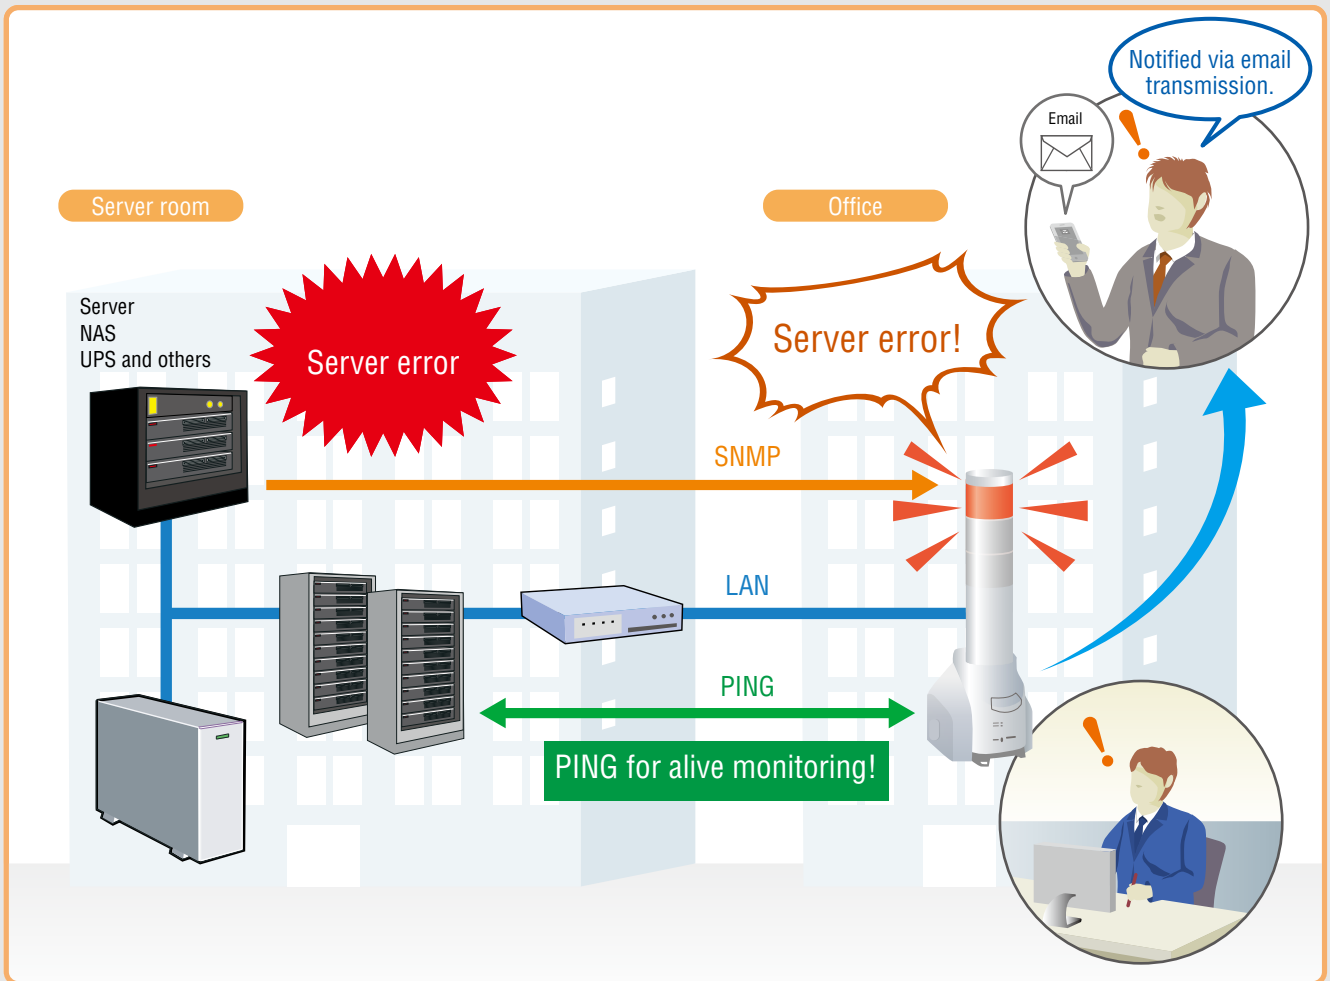 Notified via email
transmission.
Email
Server room
Office
Server
NAS
UPS and others
Server error
Server error!
SNMP
LAN
PING
PING for alive monitoring!